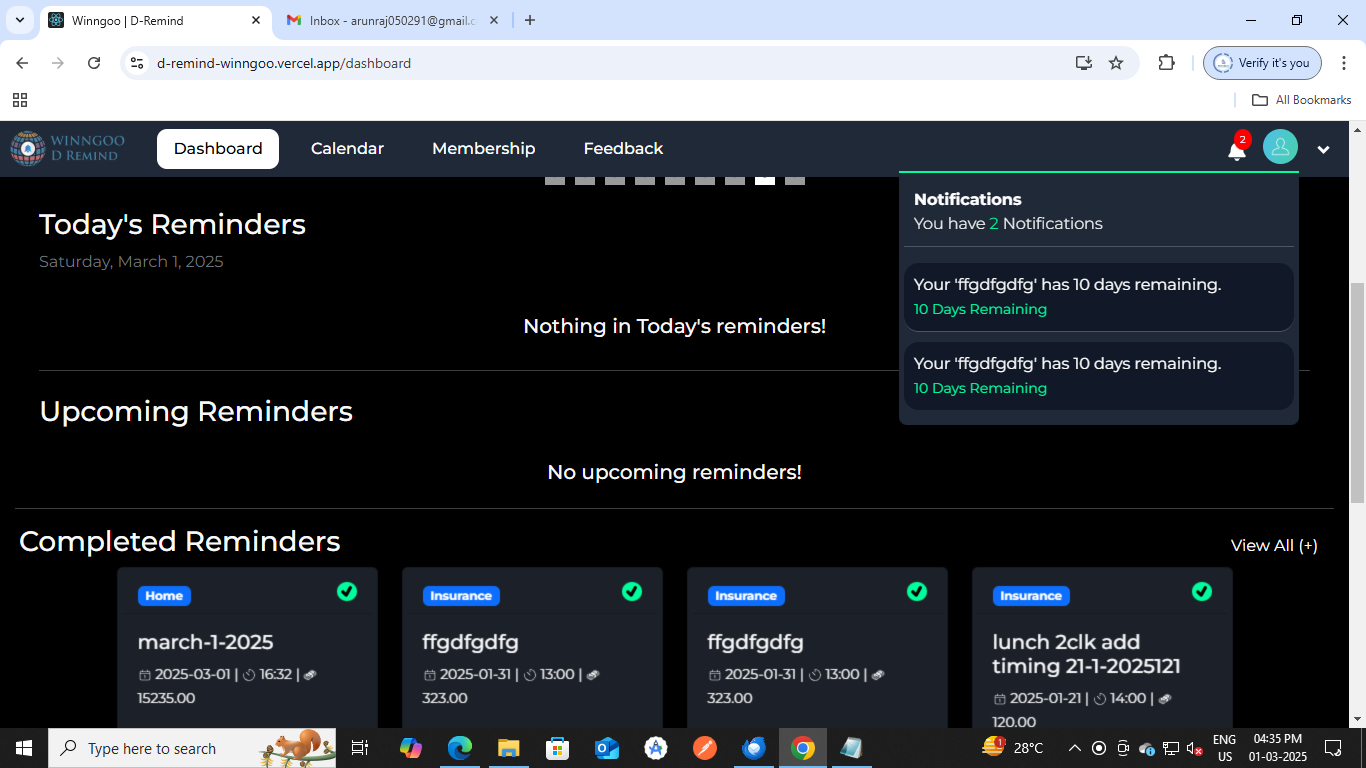 Winngoo | D-Remind
Inbox - arunraj050291@gmail.c
d-remind-winngoo.vercel.app/dashboard
Verify it's you
All Bookmarks
WINNGOO
D REMIND
Dashboard
Calendar
Membership
Feedback
2
Notifications
You have 2 Notifications
Your 'ffgdfgdfg' has 10 days remaining.
10 Days Remaining
Your 'ffgdfgdfg' has 10 days remaining.
10 Days Remaining
Today's Reminders
Saturday, March 1, 2025
Nothing in Today's reminders!
Upcoming Reminders
No upcoming reminders!
Completed Reminders
View All (+)
Home
march-1-2025
2025-03-01 | 16:32 |
15235.00
Insurance
ffgdfgdfg
2025-01-31 | 13:00 |
323.00
Insurance
ffgdfgdfg
2025-01-31 | 13:00 |
323.00
Insurance
lunch 2clk add
timing 21-1-2025121
2025-01-21 | 14:00 |
120.00
Type here to search
1
28°C
ENG
US
04:35 PM
01-03-2025